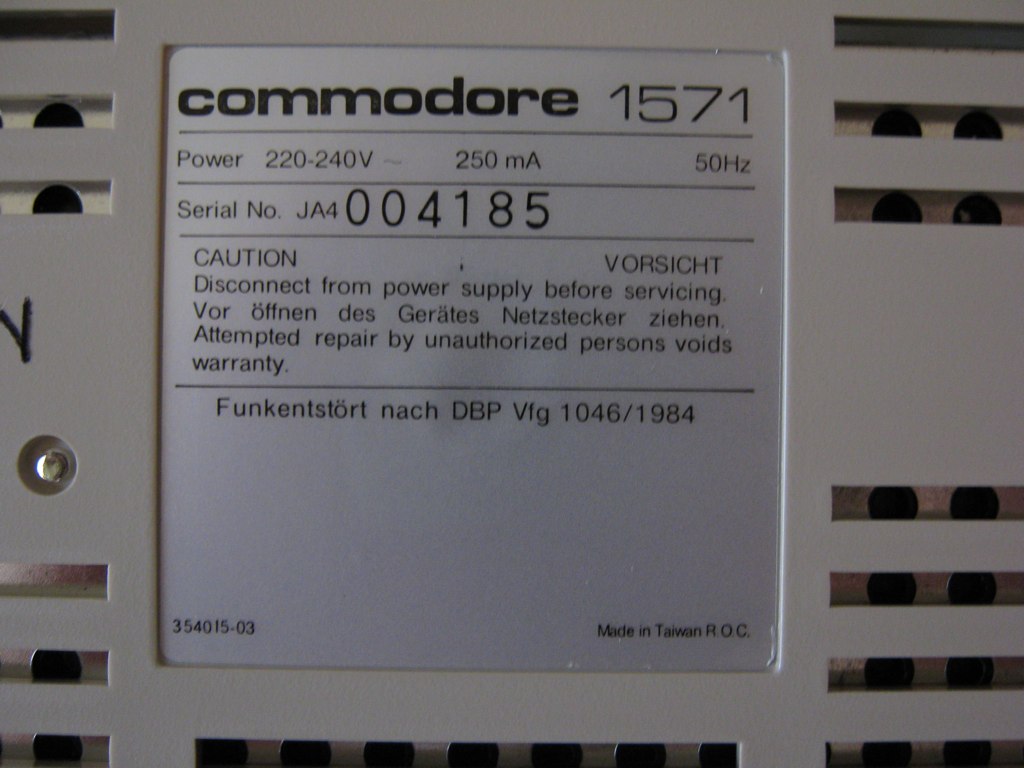 commodore 1571
Power 220-240V ~ 250 mA 50Hz
Serial No. JA4 004185
CAUTION VORSICHT
Disconnect from power supply before servicing.
Vor öffnen des Gerätes Netzstecker ziehen.
Attempted repair by unauthorized persons voids
warranty.
Funkentstört nach DBP Vfg 1046/1984
354015-03 Made in Taiwan R.O.C.